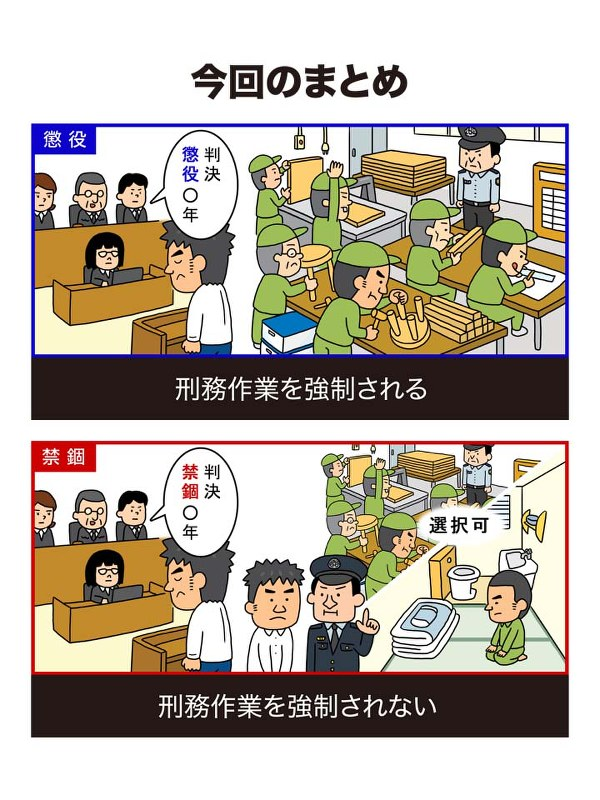 今回のまとめ
懲役
判決
懲役〇年
刑務作業を強制される
禁錮
判決
禁錮〇年
選択可
刑務作業を強制されない